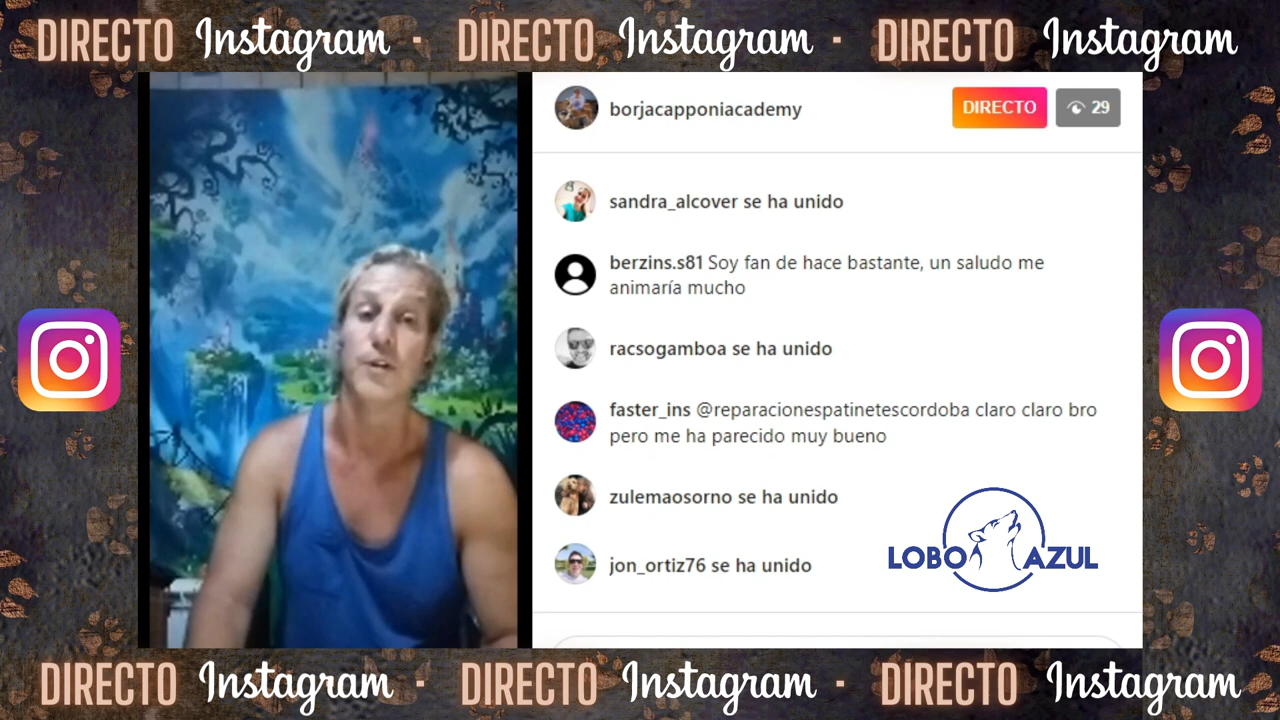 DIRECTO Instagram · DIRECTO Instagram · DIRECTO Instagram
borjacapponiacademy
DIRECTO 29
sandra_alcover se ha unido
berzins.s81 Soy fan de hace bastante, un saludo me
animaría mucho
racsogamboa se ha unido
faster_ins @reparacionespatinetescordoba claro claro bro
pero me ha parecido muy bueno
zulemaosorno se ha unido
jon_ortiz76 se ha unido
LOBO AZUL
DIRECTO Instagram · DIRECTO Instagram · DIRECTO Instagram